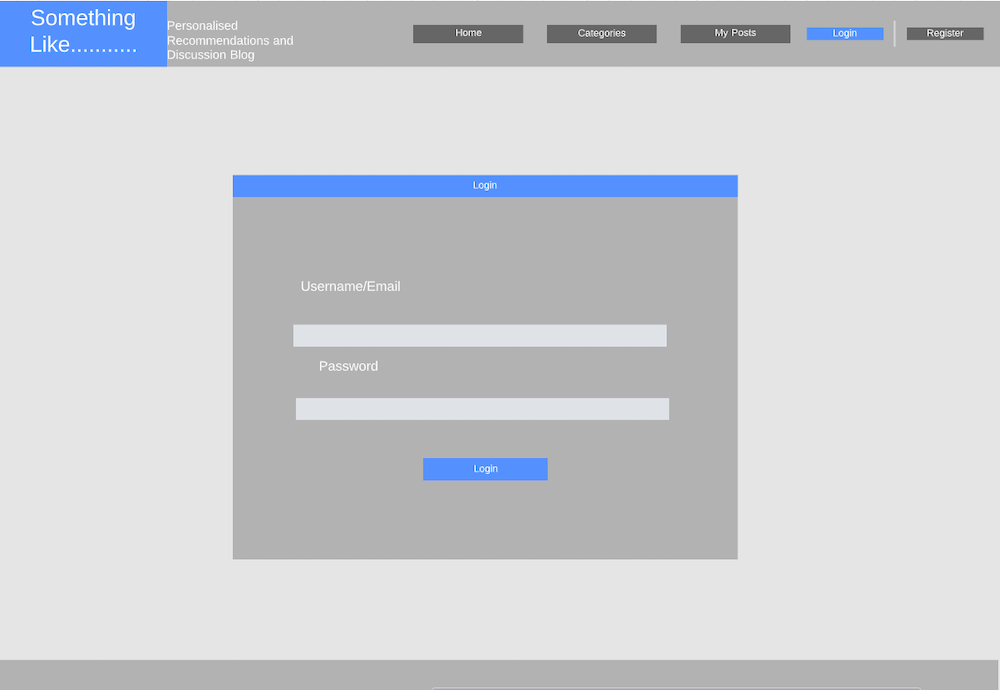 Something
Like...........
Personalised
Recommendations and
Discussion Blog
Home
Categories
My Posts
Login
Register
Login
Username/Email
Password
Login